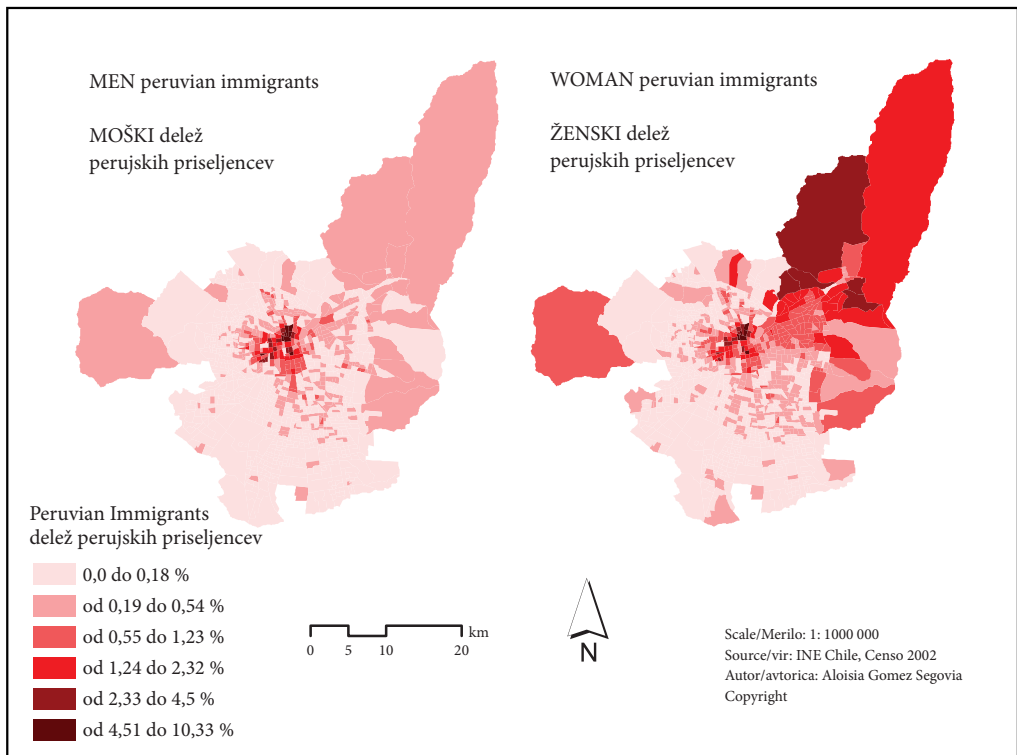 MEN peruvian immigrants
MOŠKI delež
perujskih priseljencev
WOMAN peruvian immigrants
ŽENSKI delež
perujskih priseljencev
Peruvian Immigrants
delež perujskih priseljencev
0,0 do 0,18 %
od 0,19 do 0,54 %
od 0,55 do 1,23 %
od 1,24 do 2,32 %
od 2,33 do 4,5 %
od 4,51 do 10,33 %
km
0 5 10 20
N
Scale/Merilo: 1: 1000 000
Source/vir: INE Chile, Censo 2002
Autor/avtorica: Aloisia Gomez Segovia
Copyright